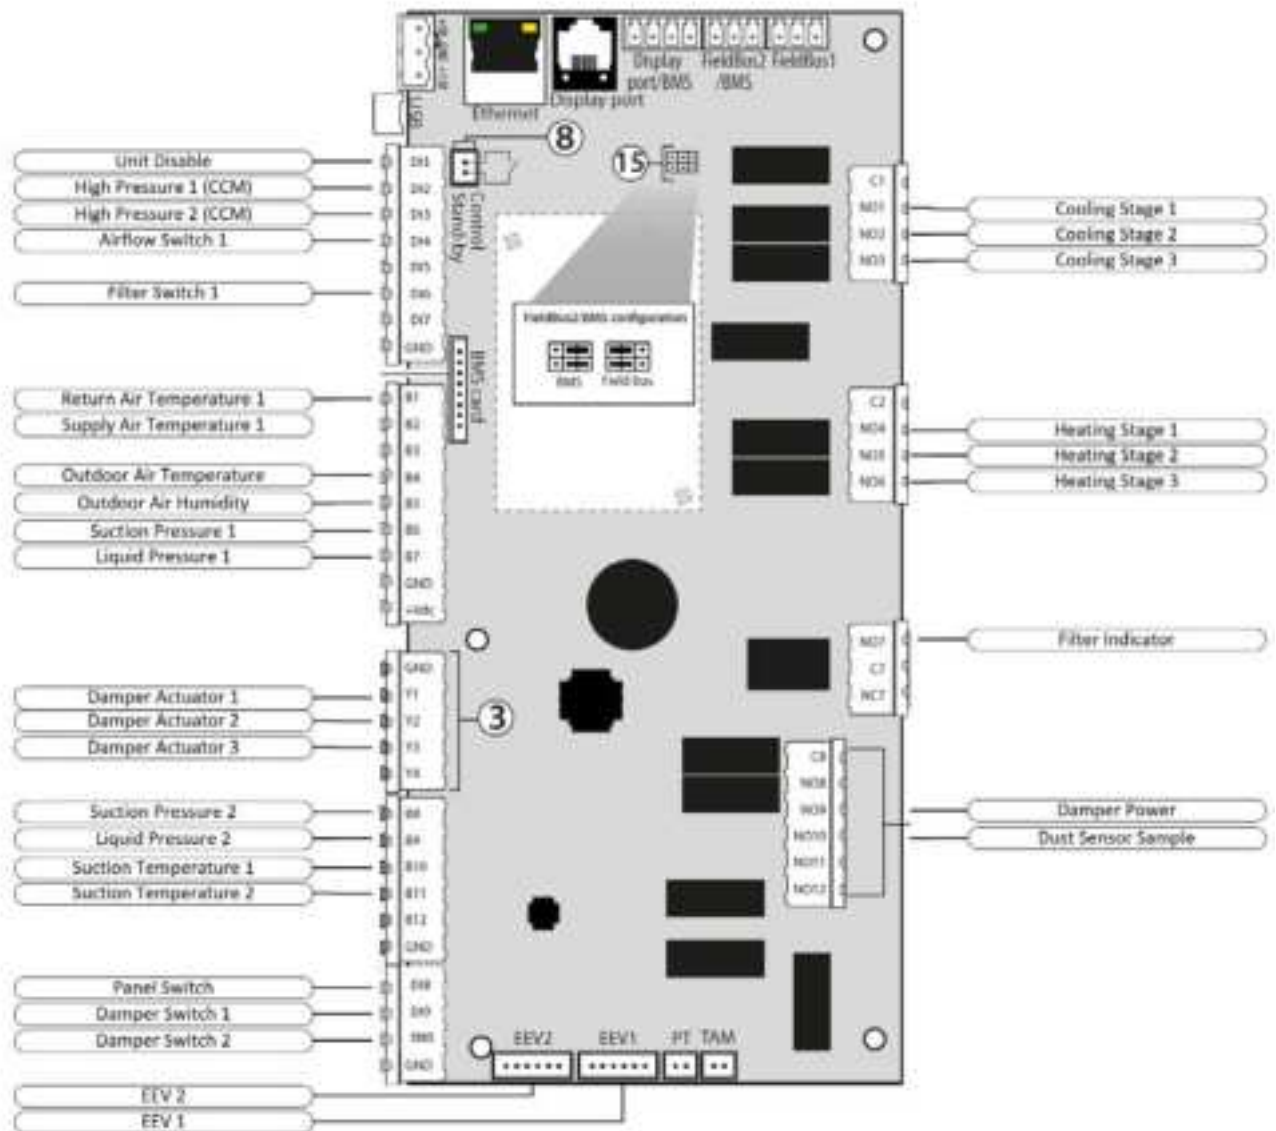 Display port/BMS
FieldBus2 /BMS
FieldBus1
Ethernet
Display port
USB
8
15
Control
Standby
Unit Disable
DI1
High Pressure 1 (CCM)
DI2
High Pressure 2 (CCM)
DI3
Airflow Switch 1
DI4
DI5
Filter Switch 1
DI6
DI7
GND
BMS card
FieldBus2/BMS configuration
BMS
Field bus
C1
NO1
Cooling Stage 1
NO2
Cooling Stage 2
NO3
Cooling Stage 3
Return Air Temperature 1
B1
Supply Air Temperature 1
B2
B3
Outdoor Air Temperature
B4
Outdoor Air Humidity
B5
Suction Pressure 1
B6
Liquid Pressure 1
B7
GND
+Vdc
C2
NO4
Heating Stage 1
NO5
Heating Stage 2
NO6
Heating Stage 3
GND
Damper Actuator 1
Y1
Damper Actuator 2
Y2
Damper Actuator 3
Y3
Y4
3
NO7
Filter Indicator
C7
NC7
C8
NO8
NO9
NO10
NO11
NO12
Damper Power
Dust Sensor Sample
Suction Pressure 2
B8
Liquid Pressure 2
B9
Suction Temperature 1
B10
Suction Temperature 2
B11
B12
GND
Panel Switch
DI8
Damper Switch 1
DI9
Damper Switch 2
GND
EEV2
EEV1
PT
TAM
EEV 2
EEV 1